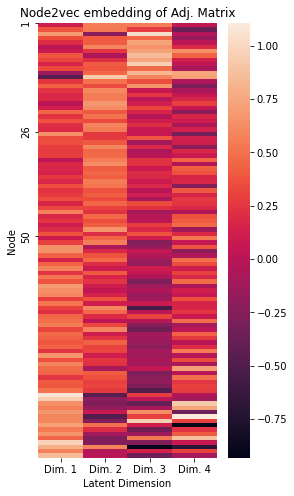 Node2vec embedding of Adj. Matrix
1
26
50
Node
Dim. 1 Dim. 2 Dim. 3 Dim. 4
Latent Dimension
1.00
0.75
0.50
0.25
0.00
−0.25
−0.50
−0.75